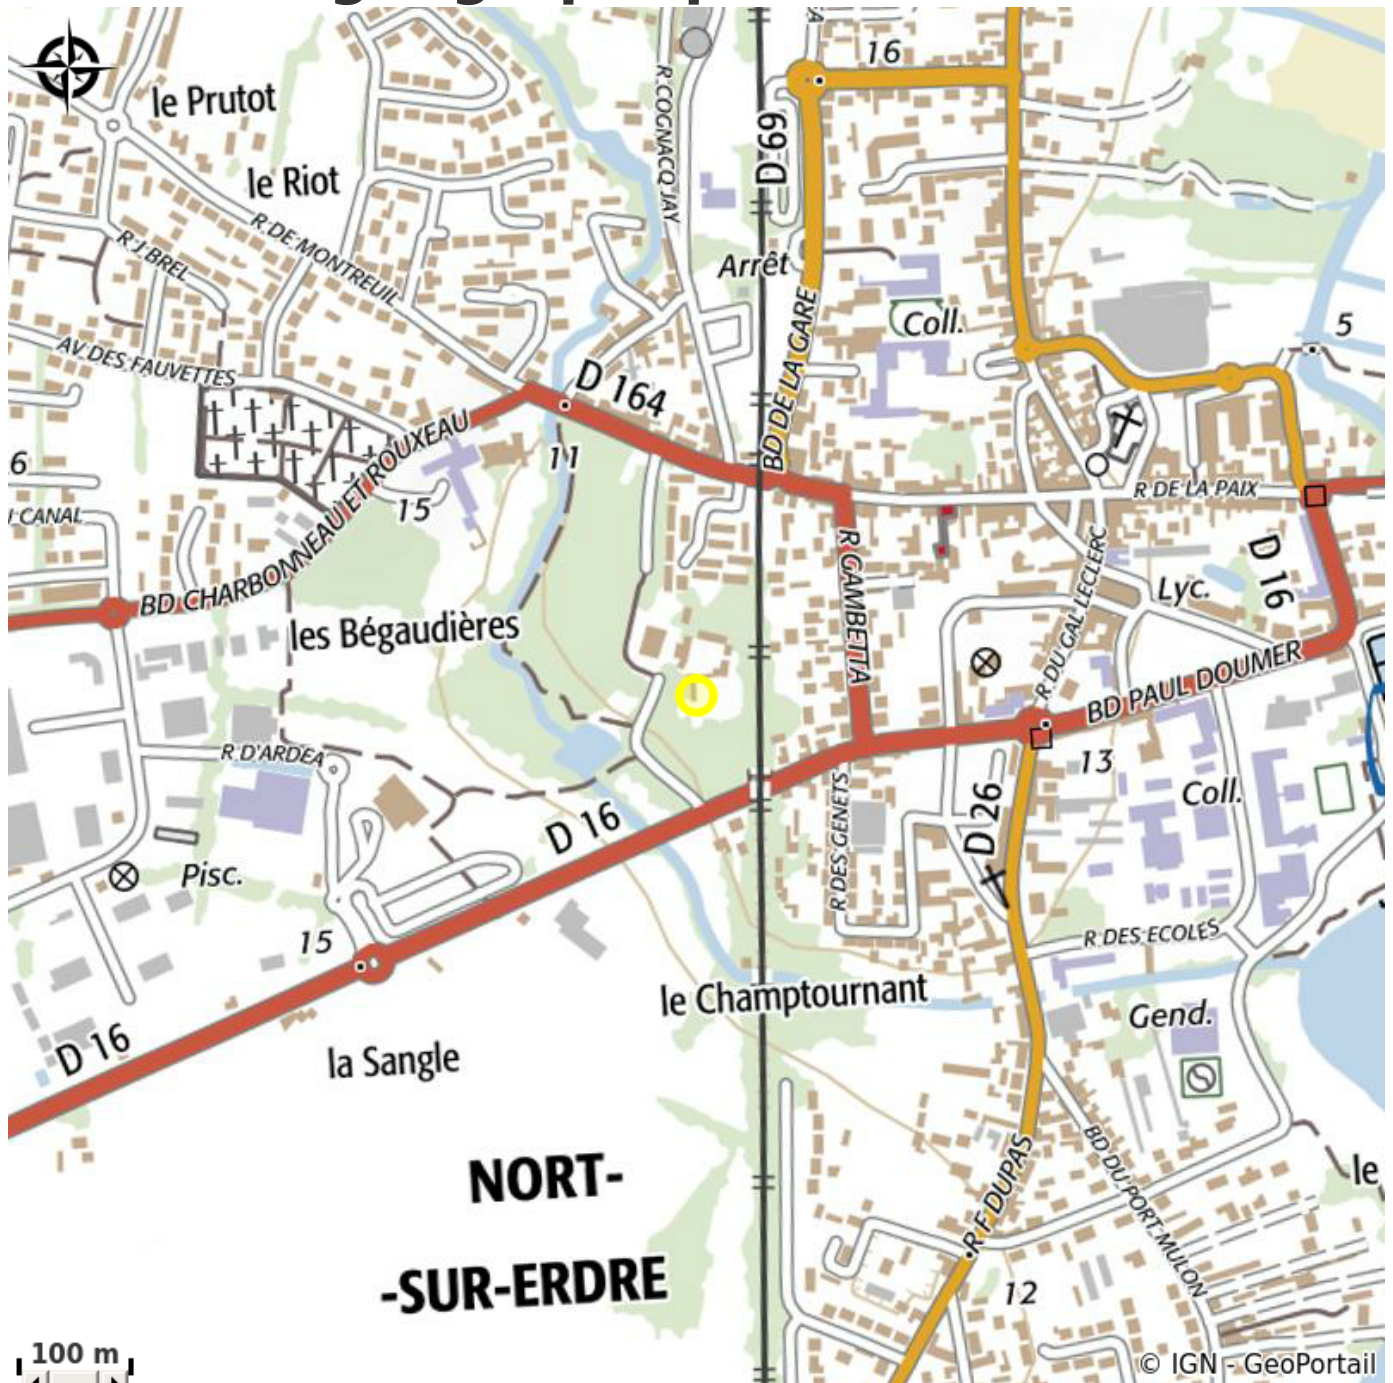 16
le Prutot
R. COGNACQ JAY
D 69
le Riot
R DE MONTREUIL
R J BREL
Arrêt
BD DE LA GARE
Coll.
5
AV DES FAUVETTES
D 164
BD CHARBONNEAU ET ROUXEAU
11
6
15
R DE LA PAIX
CANAL
R GAMBETTA
R DU GAL LECLERC
D 16
Lyc.
les Bégaudières
BD PAUL DOUMER
R D'ARDEA
13
Coll.
D 16
R DES GENETS
D 26
Pisc.
R DES ECOLES
15
le Champtournant
Gend.
D 16
la Sangle
NORT-
-SUR-ERDRE
R F DUPAS
BD DU PORT MULON
le
12
100 m
© IGN - GeoPortail